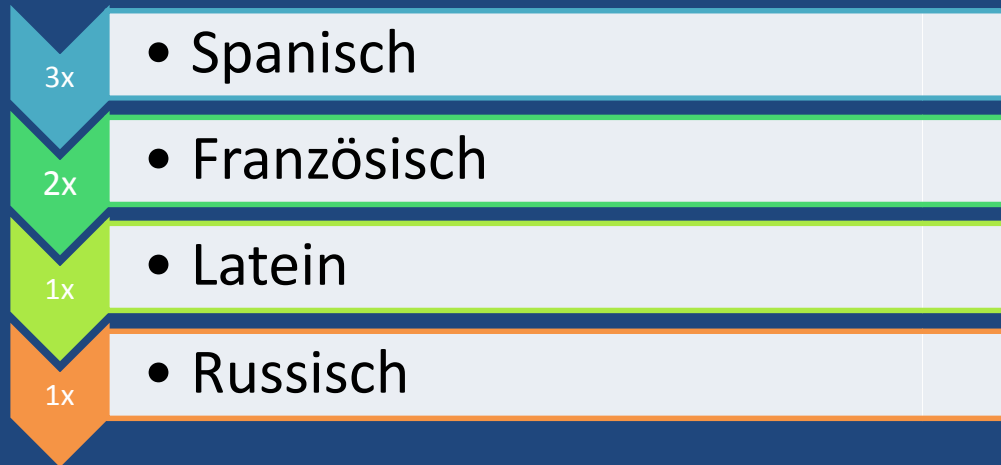 3x • Spanisch
2x • Französisch
1x • Latein
1x • Russisch